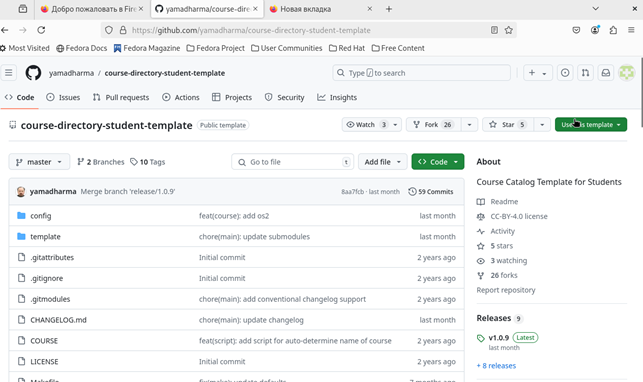 Добро пожаловать в Fire
yamadharma/course-dire
Новая вкладка
https://github.com/yamadharma/course-directory-student-template
Most Visited Fedora Docs Fedora Magazine Fedora Project User Communities Red Hat Free Content
yamadharma / course-directory-student-template
Type / to search
Code Issues Pull requests Actions Projects Security Insights
course-directory-student-template Public template
Watch 3 Fork 26 Star 5 template
master 2 Branches 10 Tags Go to file t Add file Code
yamadharma Merge branch 'release/1.0.9' 8aa7fcb · last month 59 Commits
config feat(course): add os2 last month
template chore(main): update submodules last month
.gitattributes Initial commit 2 years ago
.gitignore Initial commit 2 years ago
.gitmodules chore(main): add conventional changelog support 2 years ago
CHANGELOG.md chore(main): update changelog last month
COURSE feat(script): add script for auto-determine name of course 2 years ago
LICENSE Initial commit 2 years ago
About
Course Catalog Template for Students
Readme
CC-BY-4.0 license
Activity
5 stars
3 watching
26 forks
Report repository
Releases 9
v1.0.9 Latest
last month
+ 8 releases